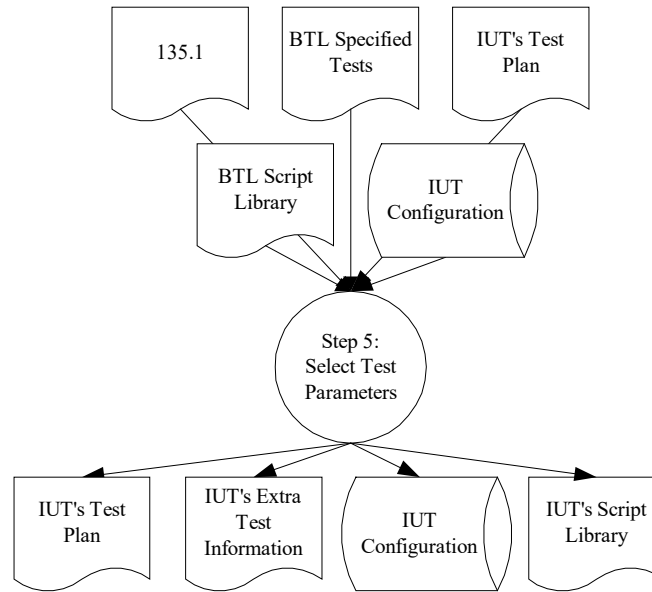 135.1
BTL Specified
Tests
IUT's Test
Plan
BTL Script
Library
IUT
Configuration
Step 5:
Select Test
Parameters
IUT's Test
Plan
IUT's Extra
Test
Information
IUT
Configuration
IUT's Script
Library